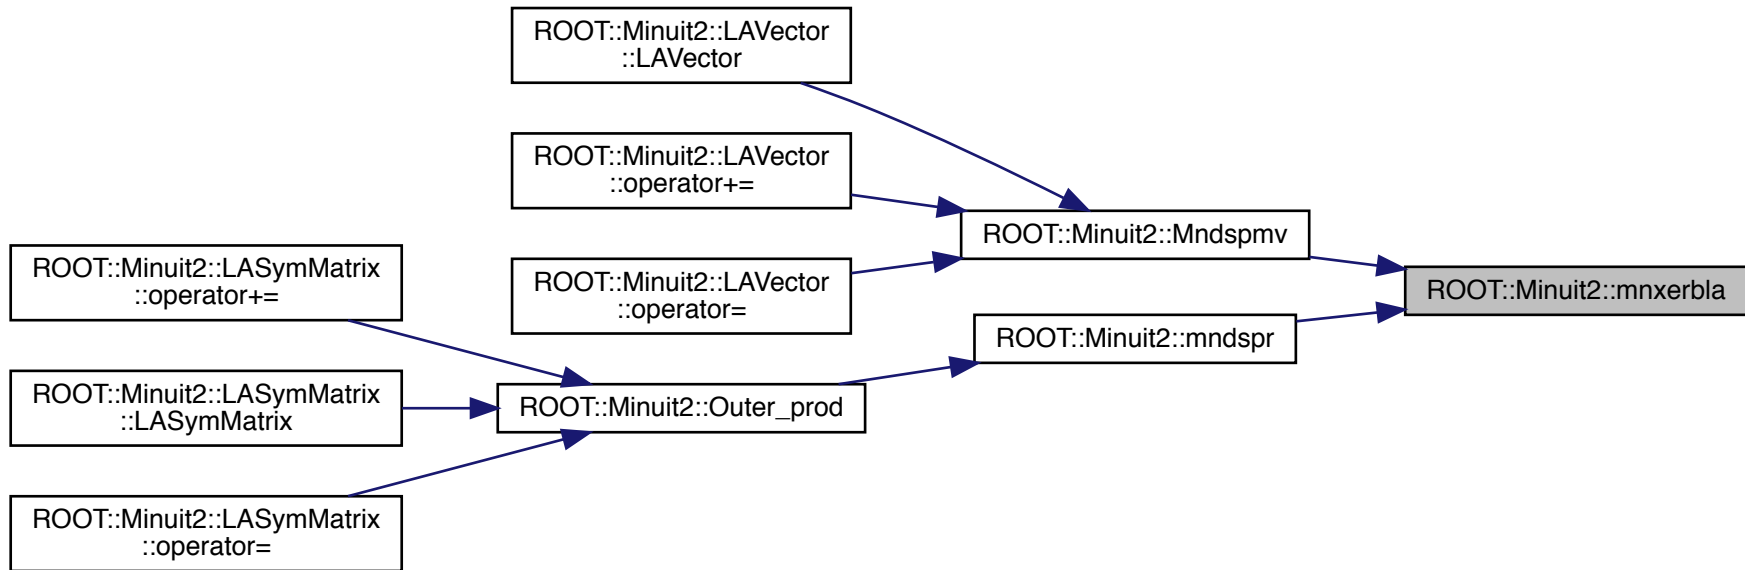 ROOT::Minuit2::LAVector
::LAVector
ROOT::Minuit2::LAVector
::operator+=
ROOT::Minuit2::Mndspmv
ROOT::Minuit2::LASymMatrix
::operator+=
ROOT::Minuit2::LAVector
::operator=
ROOT::Minuit2::mnxerbla
ROOT::Minuit2::mndspr
ROOT::Minuit2::LASymMatrix
::LASymMatrix
ROOT::Minuit2::Outer_prod
ROOT::Minuit2::LASymMatrix
::operator=